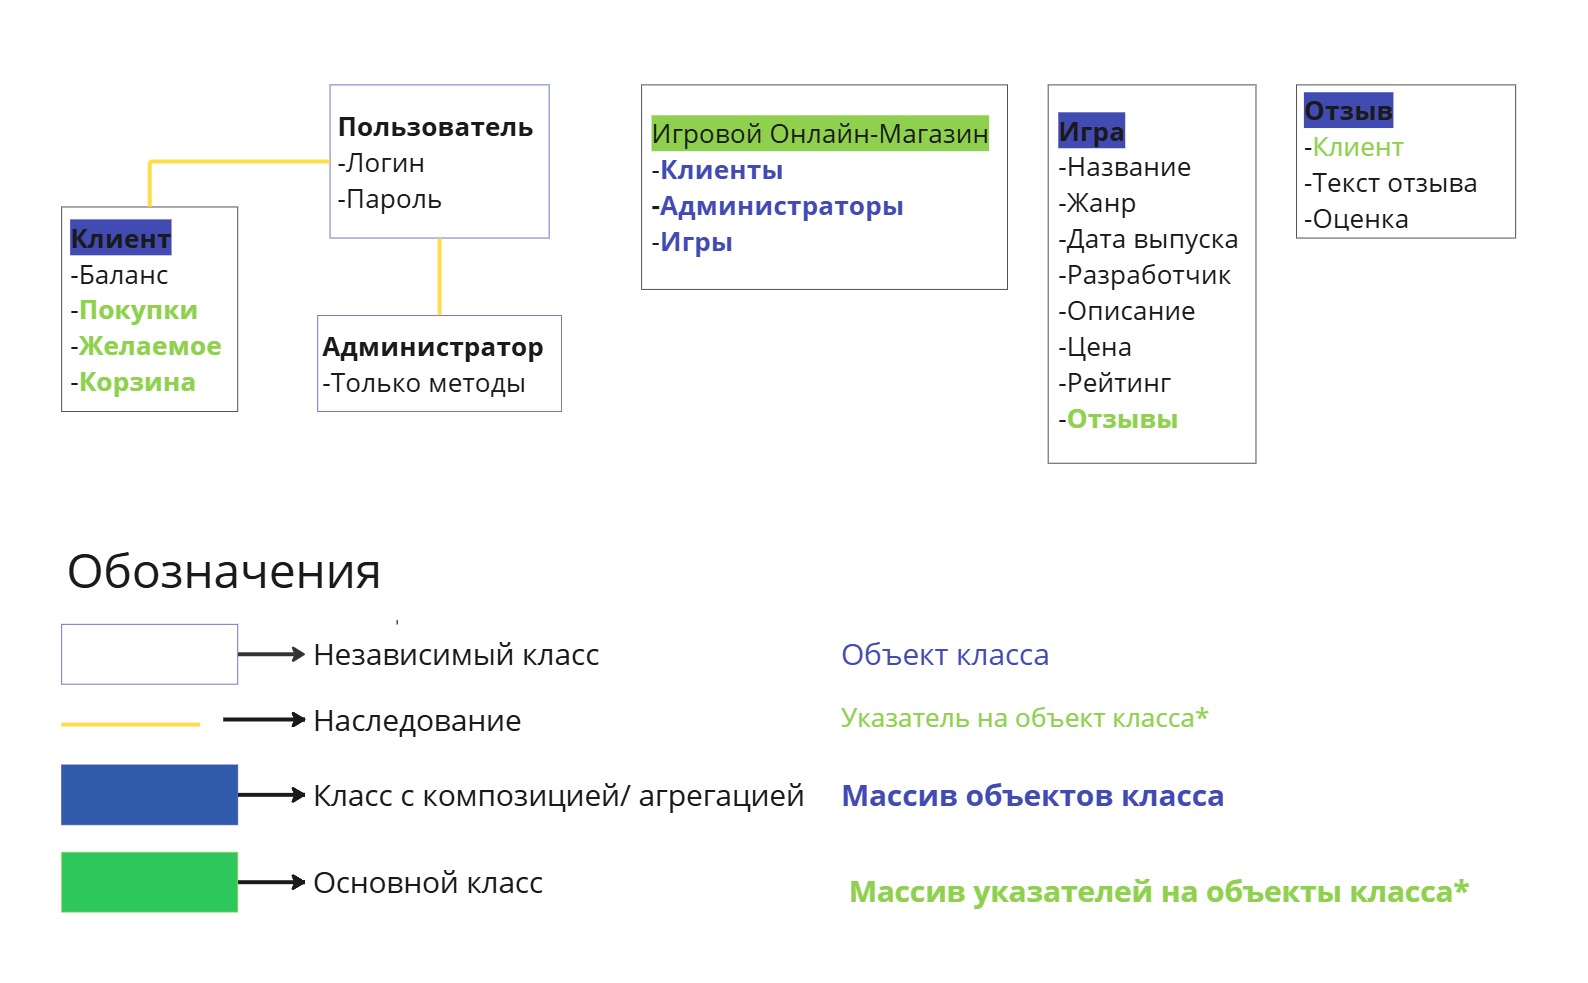 Пользователь
-Логин
-Пароль
Клиент
-Баланс
-Покупки
-Желаемое
-Корзина
Администратор
-Только методы
Игровой Онлайн-Магазин
-Клиенты
-Администраторы
-Игры
Игра
-Название
-Жанр
-Дата выпуска
-Разработчик
-Описание
-Цена
-Рейтинг
-Отзывы
Отзыв
-Клиент
-Текст отзыва
-Оценка
Обозначения
Независимый класс
Наследование
Класс с композицией/ агрегацией
Основной класс
Объект класса
Указатель на объект класса*
Массив объектов класса
Массив указателей на объекты класса*